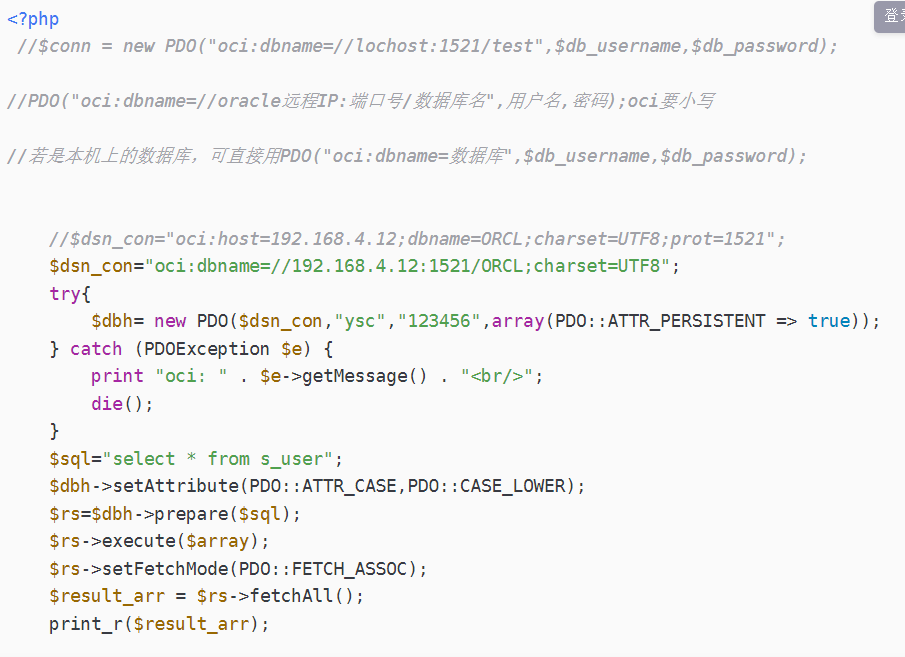 登录
<?php
//$conn = new PDO("oci:dbname=//lochost:1521/test",$db_username,$db_password);
//PDO("oci:dbname=//oracle远程IP:端口号/数据库名",用户名,密码);oci要小写
//若是本机上的数据库，可直接用PDO("oci:dbname=数据库",$db_username,$db_password);
//$dsn_con="oci:host=192.168.4.12;dbname=ORCL;charset=UTF8;prot=1521";
$dsn_con="oci:dbname=//192.168.4.12:1521/ORCL;charset=UTF8";
try{
$dbh= new PDO($dsn_con,"ysc","123456",array(PDO::ATTR_PERSISTENT => true));
} catch (PDOException $e) {
print "oci: " . $e->getMessage() . "<br/>";
die();
}
$sql="select * from s_user";
$dbh->setAttribute(PDO::ATTR_CASE,PDO::CASE_LOWER);
$rs=$dbh->prepare($sql);
$rs->execute($array);
$rs->setFetchMode(PDO::FETCH_ASSOC);
$result_arr = $rs->fetchAll();
print_r($result_arr);